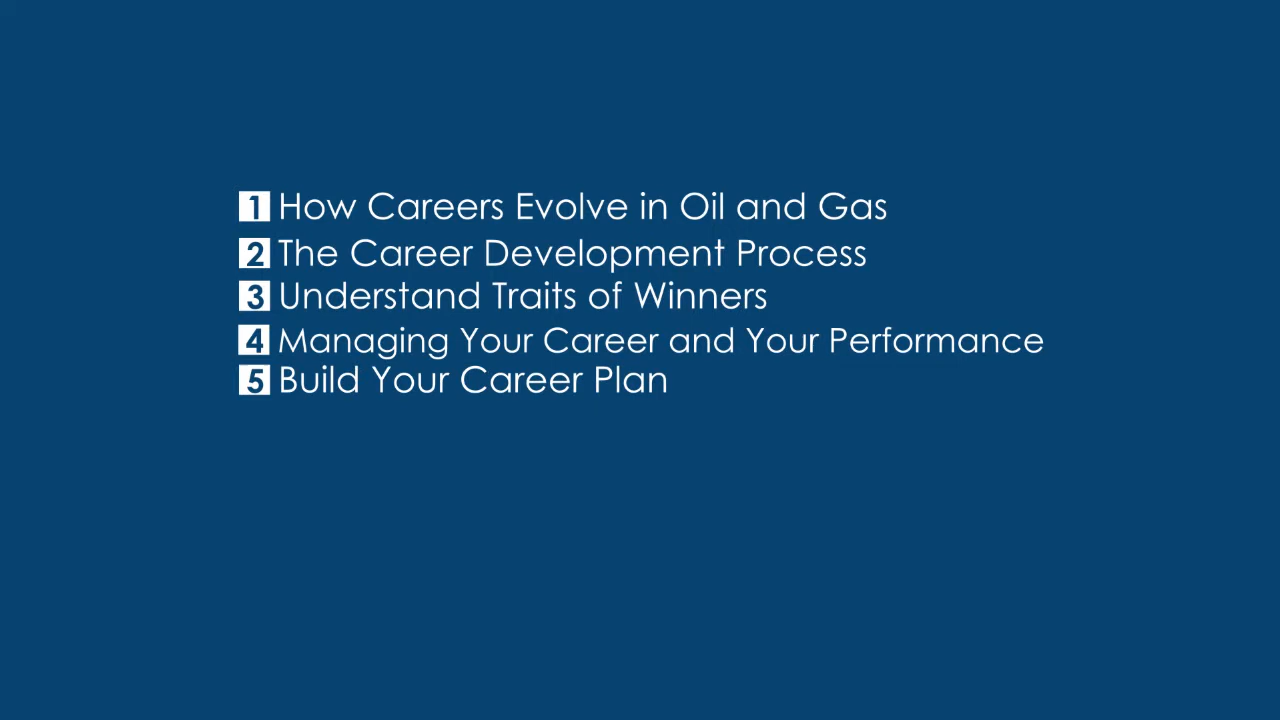 1 How Careers Evolve in Oil and Gas
2 The Career Development Process
3 Understand Traits of Winners
4 Managing Your Career and Your Performance
5 Build Your Career Plan